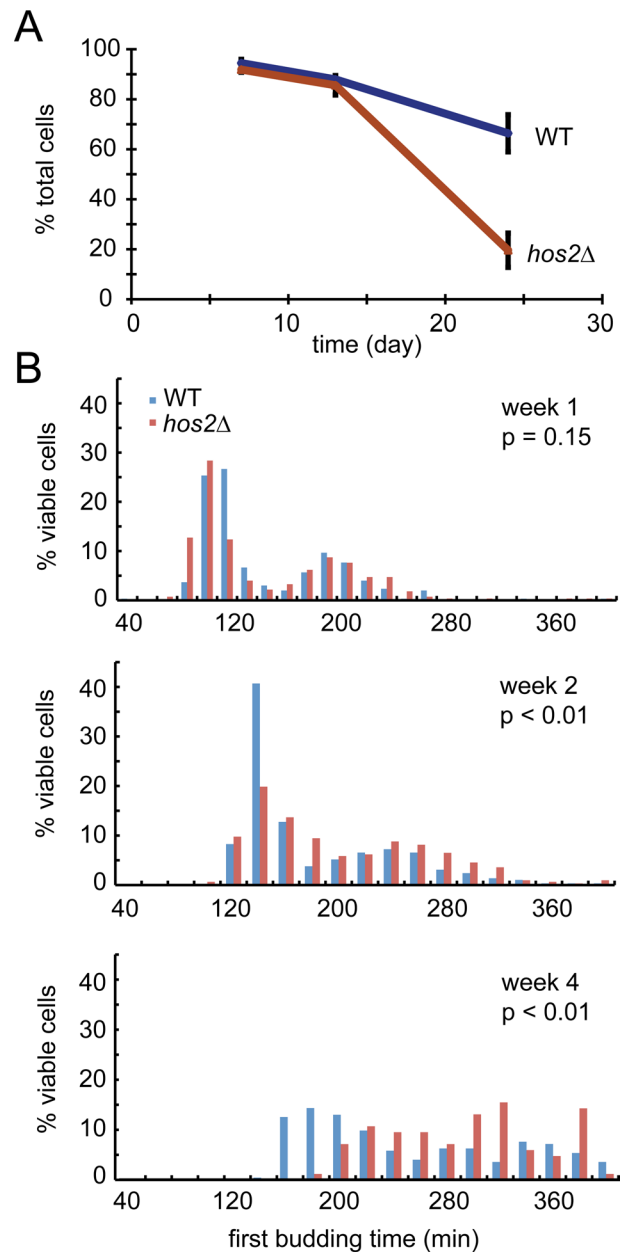 A
100
80
60
40
20
0
% total cells
WT
hos2Δ
0
10
20
30
time (day)
B
WT
hos2Δ
week 1
p = 0.15
40
30
20
10
0
% viable cells
40
120
200
280
360
week 2
p < 0.01
40
30
20
10
0
% viable cells
40
120
200
280
360
week 4
p < 0.01
40
30
20
10
0
% viable cells
40
120
200
280
360
first budding time (min)